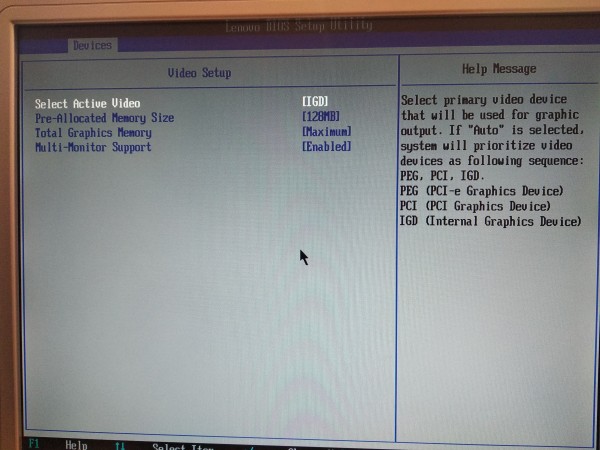 Lenovo BIOS Setup Utility
Devices
Video Setup
Select Active Video [IGD]
Pre-Allocated Memory Size [128MB]
Total Graphics Memory [Maximum]
Multi-Monitor Support [Enabled]
Help Message
Select primary video device
that will be used for graphic
output. If "Auto" is selected,
system will prioritize video
devices as following sequence:
PEG, PCI, IGD.
PEG (PCI-e Graphics Device)
PCI (PCI Graphics Device)
IGD (Internal Graphics Device)
F1 Help ↑↓ Select Item